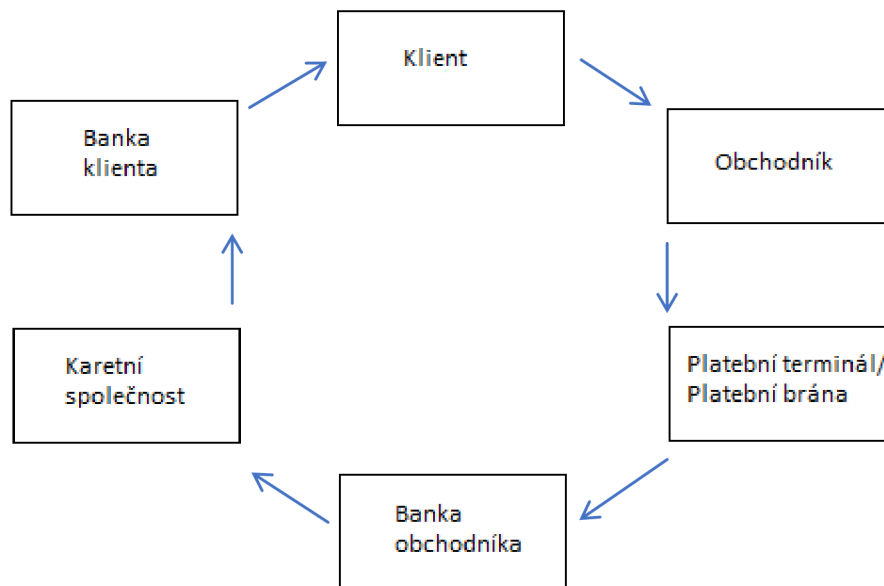 Klient
Obchodník
Platební terminál/
Platební brána
Banka
obchodníka
Karetní
společnost
Banka
klienta